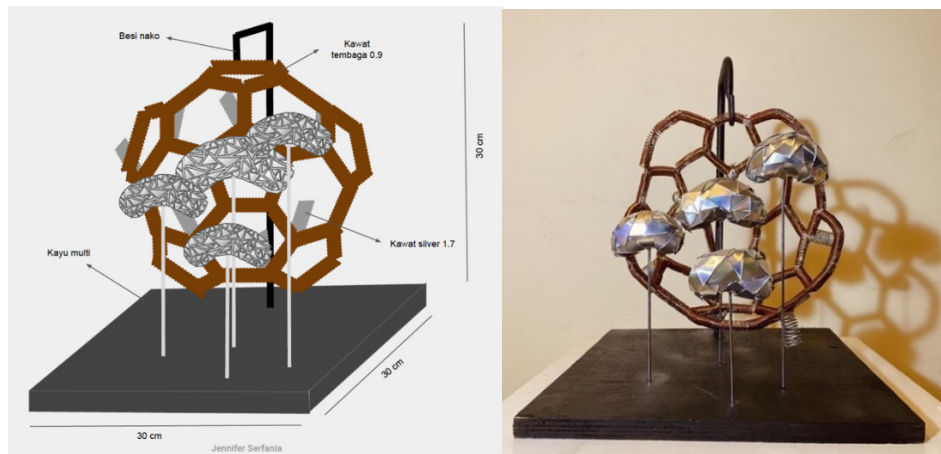 Besi nako
Kawat
tembaga 0.9
30 cm
Kayu multi
Kawat silver 1.7
30 cm
30 cm
Jennifer Serfania